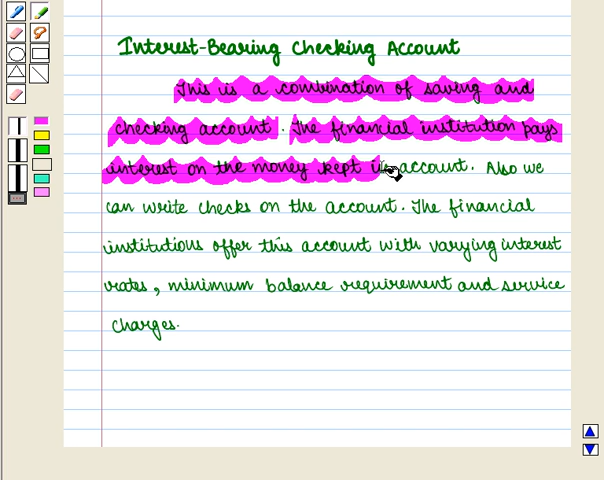 Interest-Bearing Checking Account
This is a combination of saving and
checking account. The financial institution pays
interest on the money kept in account. Also we
can write checks on the account. The financial
institutions offer this account with varying interest
rates, minimum balance requirement and service
charges.